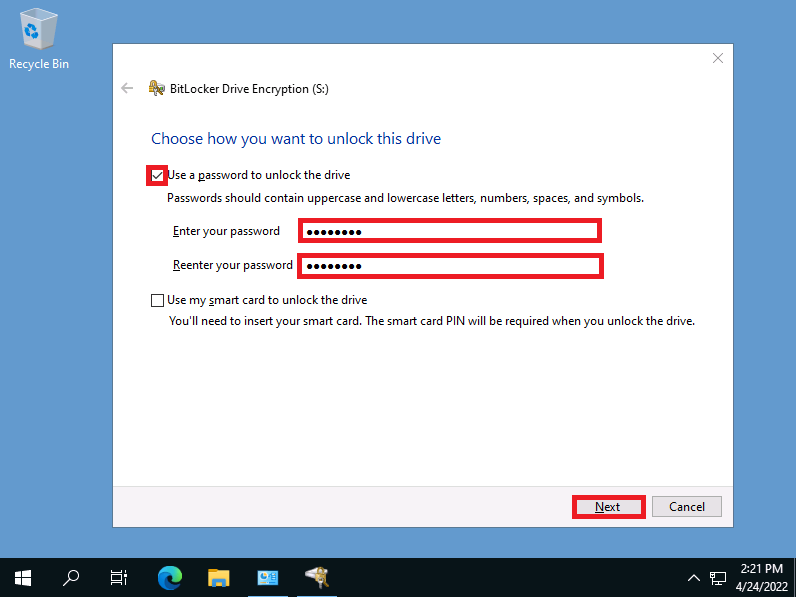 Recycle Bin
BitLocker Drive Encryption (S:)
Choose how you want to unlock this drive
Use a password to unlock the drive
Passwords should contain uppercase and lowercase letters, numbers, spaces, and symbols.
Enter your password ●●●●●●●●
Reenter your password ●●●●●●●●
Use my smart card to unlock the drive
You'll need to insert your smart card. The smart card PIN will be required when you unlock the drive.
Next Cancel
2:21 PM
4/24/2022